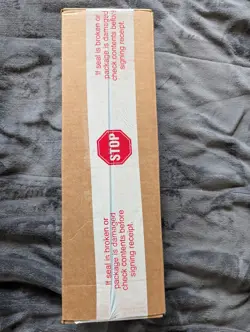 If seal is broken or
package is damaged
check contents before
signing receipt.
STOP
If seal is broken or
package is damaged
check contents before
signing receipt.